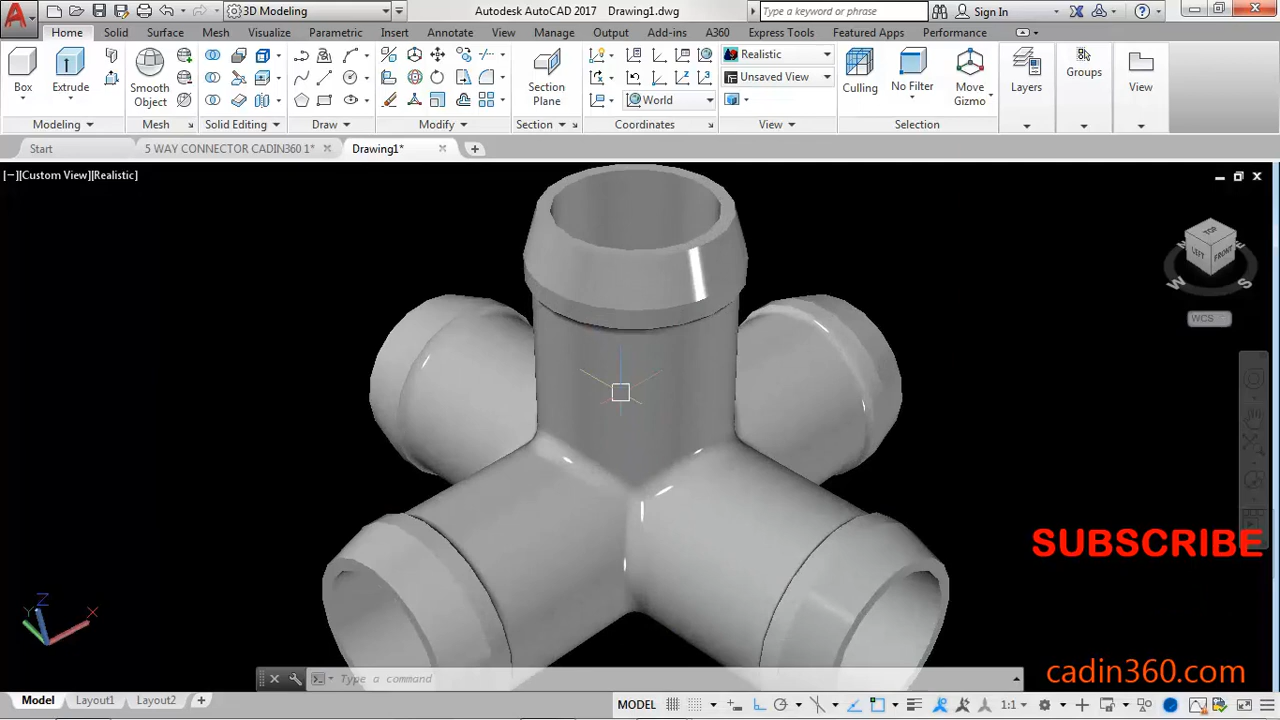 3D Modeling
Autodesk AutoCAD 2017 Drawing1.dwg
Type a keyword or phrase
Sign In
Home Solid Surface Mesh Visualize Parametric Insert Annotate View Manage Output Add-ins A360 Express Tools Featured Apps Performance
Box
Extrude
Smooth
Object
Section
Plane
Realistic
Unsaved View
World
Culling
No Filter
Move
Gizmo
Layers
Groups
View
Modeling Mesh Solid Editing Draw Modify Section Coordinates View Selection
Start 5 WAY CONNECTOR CADIN360 1* Drawing1*
[−][Custom View][Realistic]
TOP
LEFT
FRONT
W
S
E
WCS
SUBSCRIBE
Z
Y
X
cadin360.com
Type a command
Model Layout1 Layout2
MODEL
1:1